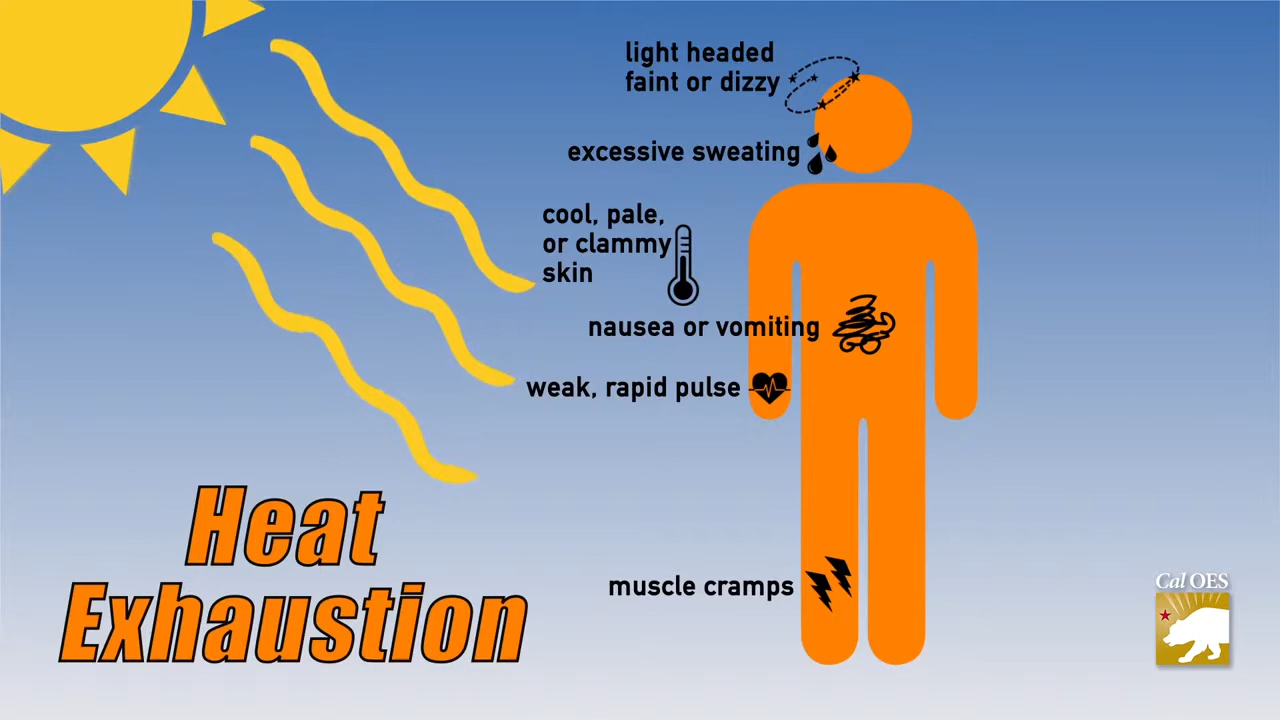 light headed
faint or dizzy
excessive sweating
cool, pale,
or clammy
skin
nausea or vomiting
weak, rapid pulse
muscle cramps
Heat
Exhaustion
Cal OES